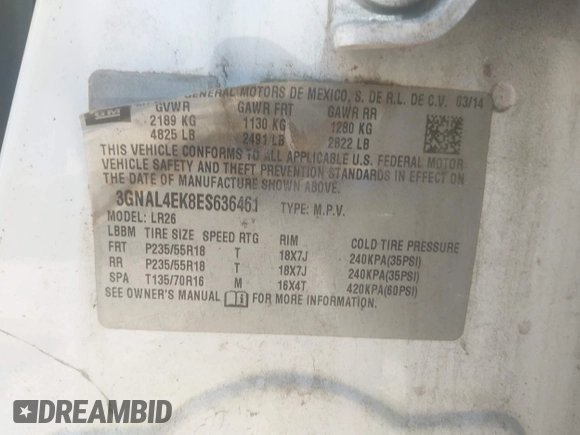 GENERAL MOTORS DE MEXICO, S. DE R.L. DE C.V. 03/14
GVWR GAWR FRT GAWR RR
2189 KG 1130 KG 1280 KG
4825 LB 2491 LB 2822 LB
THIS VEHICLE CONFORMS TO ALL APPLICABLE U.S. FEDERAL MOTOR
VEHICLE SAFETY AND THEFT PREVENTION STANDARDS IN EFFECT ON
THE DATE OF MANUFACTURE SHOWN ABOVE.
3GNAL4EK8ES636461 TYPE: M.P.V.
MODEL: LR26
LBBM TIRE SIZE SPEED RTG RIM COLD TIRE PRESSURE
FRT P235/55R18 T 18X7J 240KPA(35PSI)
RR P235/55R18 T 18X7J 240KPA(35PSI)
SPA T135/70R16 M 16X4T 420KPA(60PSI)
SEE OWNER'S MANUAL FOR MORE INFORMATION.
DREAMBID